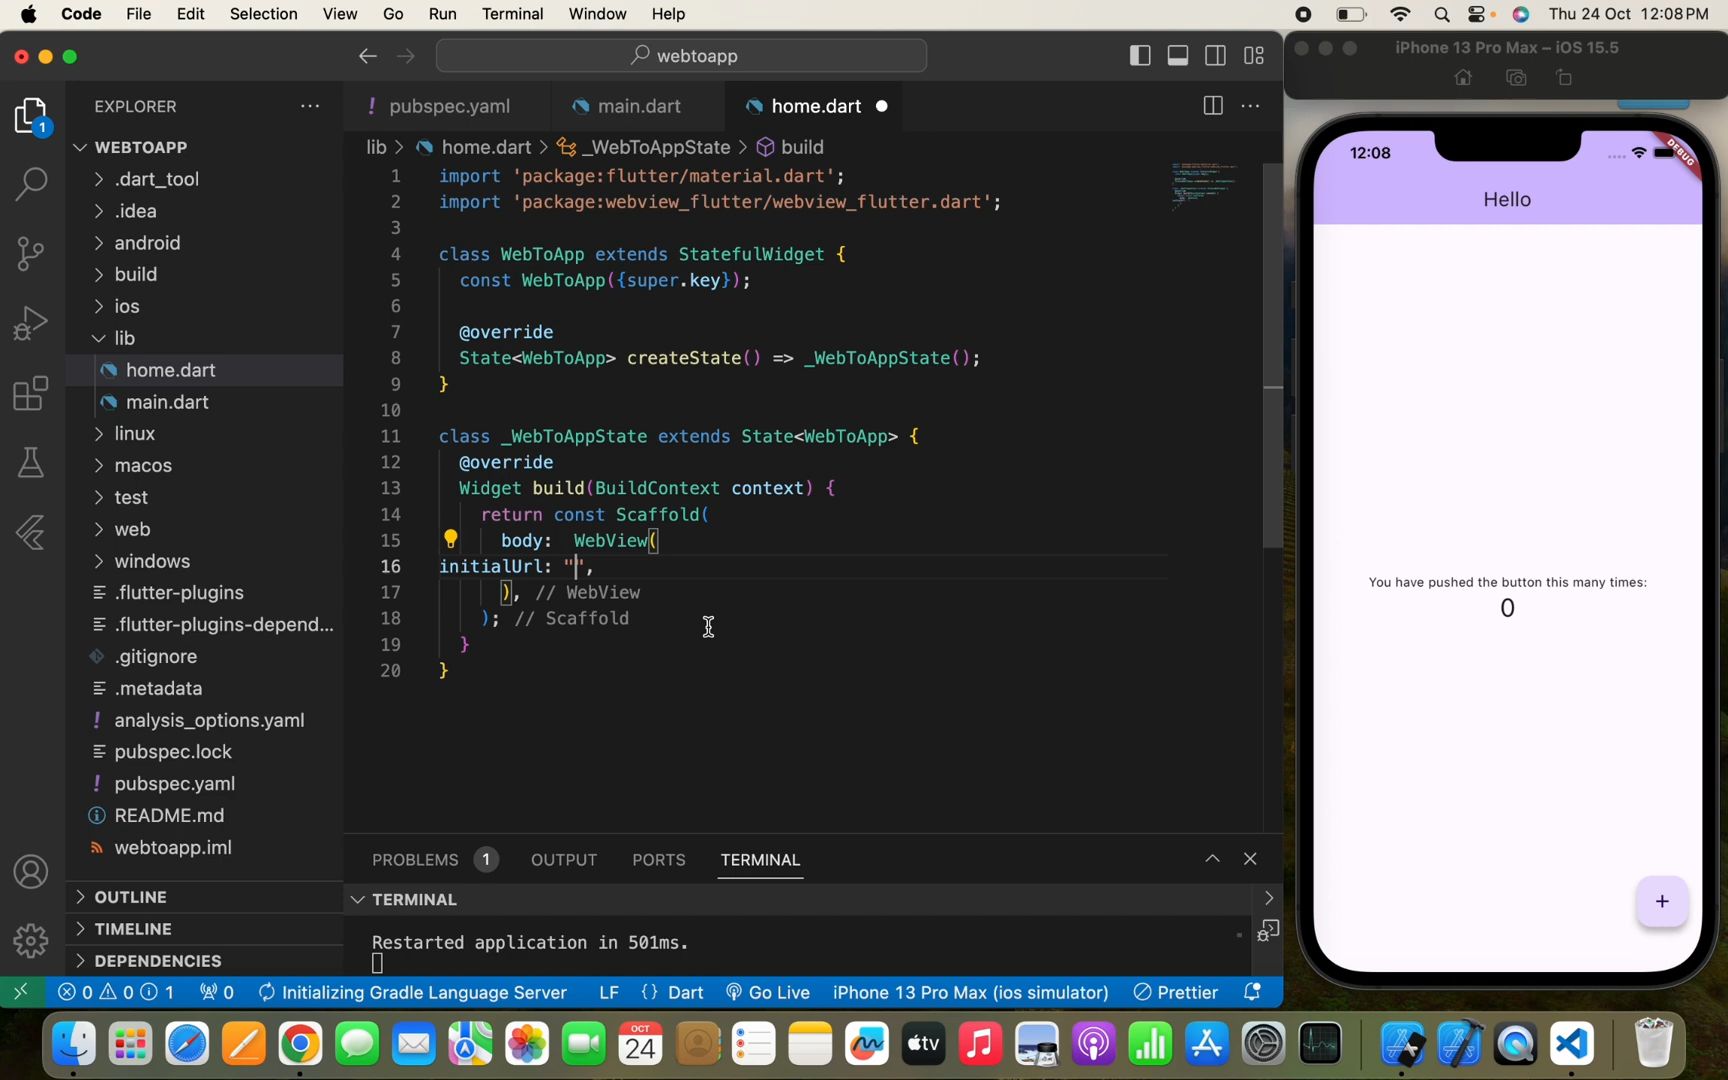 Code File Edit Selection View Go Run Terminal Window Help Thu 24 Oct 12:08 PM
webtoapp
iPhone 13 Pro Max – iOS 15.5
EXPLORER
pubspec.yaml main.dart home.dart
WEBTOAPP
lib > home.dart > _WebToAppState > build
.dart_tool
.idea
android
build
ios
lib
home.dart
main.dart
linux
macos
test
web
windows
.flutter-plugins
.flutter-plugins-depend...
.gitignore
.metadata
analysis_options.yaml
pubspec.lock
pubspec.yaml
README.md
webtoapp.iml
OUTLINE
TIMELINE
DEPENDENCIES
1 import 'package:flutter/material.dart';
2 import 'package:webview_flutter/webview_flutter.dart';
3
4 class WebToApp extends StatefulWidget {
5 const WebToApp({super.key});
6
7 @override
8 State<WebToApp> createState() => _WebToAppState();
9 }
10
11 class _WebToAppState extends State<WebToApp> {
12 @override
13 Widget build(BuildContext context) {
14 return const Scaffold(
15 body:  WebView(
16 initialUrl: "",
17 ), // WebView
18 ); // Scaffold
19 }
20 }
PROBLEMS 1 OUTPUT PORTS TERMINAL
TERMINAL
Restarted application in 501ms.
0 0 1 0 Initializing Gradle Language Server LF {} Dart Go Live iPhone 13 Pro Max (ios simulator) Prettier
12:08
DEBUG
Hello
You have pushed the button this many times:
0
+
1
OCT
24
tv